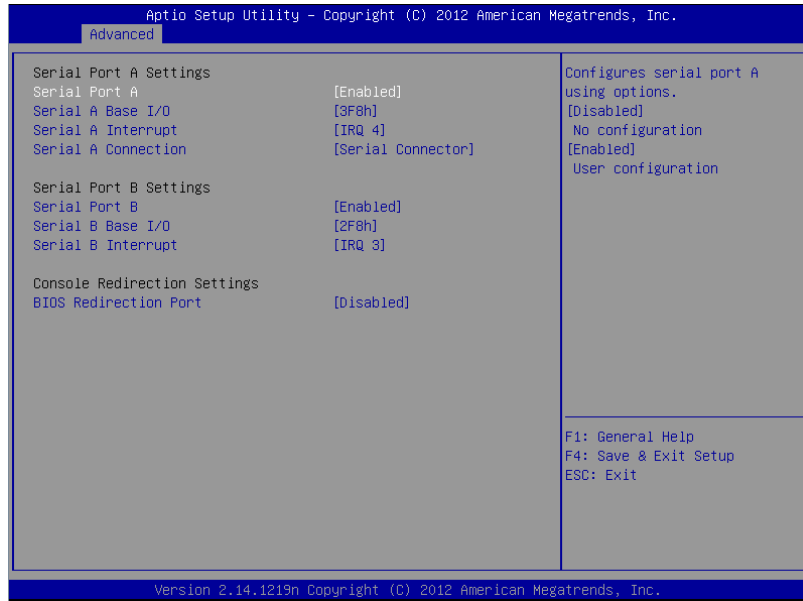 Aptio Setup Utility – Copyright (C) 2012 American Megatrends, Inc.
Advanced
Serial Port A Settings
Serial Port A [Enabled]
Serial A Base I/O [3F8h]
Serial A Interrupt [IRQ 4]
Serial A Connection [Serial Connector]
Serial Port B Settings
Serial Port B [Enabled]
Serial B Base I/O [2F8h]
Serial B Interrupt [IRQ 3]
Console Redirection Settings
BIOS Redirection Port [Disabled]
Configures serial port A
using options.
[Disabled]
No configuration
[Enabled]
User configuration
F1: General Help
F4: Save & Exit Setup
ESC: Exit
Version 2.14.1219n Copyright (C) 2012 American Megatrends, Inc.